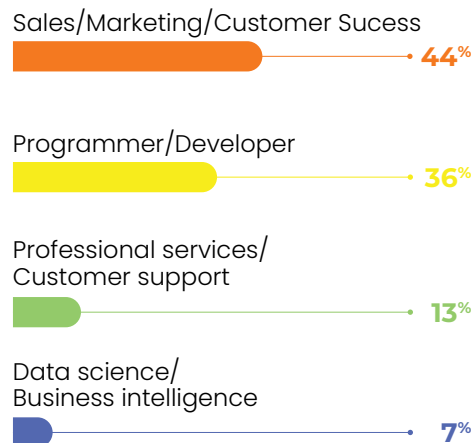 Sales/Marketing/Customer Sucess
44%
Programmer/Developer
36%
Professional services/
Customer support
13%
Data science/
Business intelligence
7%